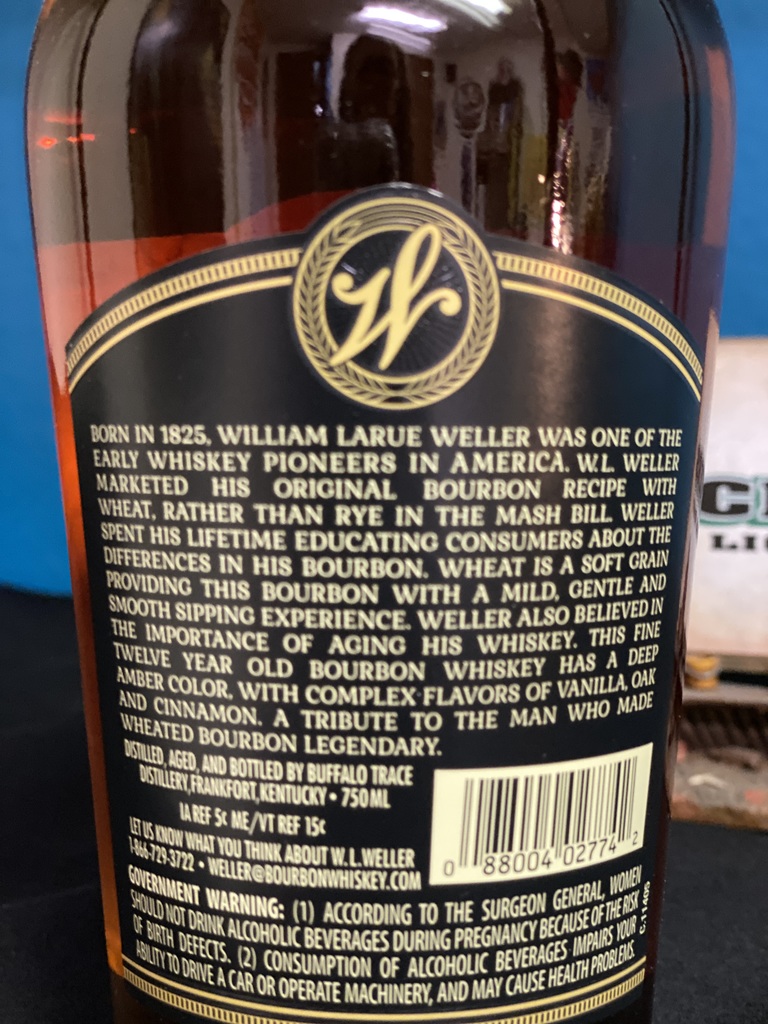 W
BORN IN 1825, WILLIAM LARUE WELLER WAS ONE OF THE
EARLY WHISKEY PIONEERS IN AMERICA. W.L. WELLER
MARKETED HIS ORIGINAL BOURBON RECIPE WITH
WHEAT, RATHER THAN RYE IN THE MASH BILL. WELLER
SPENT HIS LIFETIME EDUCATING CONSUMERS ABOUT THE
DIFFERENCES IN HIS BOURBON. WHEAT IS A SOFT GRAIN
PROVIDING THIS BOURBON WITH A MILD, GENTLE AND
SMOOTH SIPPING EXPERIENCE. WELLER ALSO BELIEVED IN
THE IMPORTANCE OF AGING HIS WHISKEY. THIS FINE
TWELVE YEAR OLD BOURBON WHISKEY HAS A DEEP
AMBER COLOR, WITH COMPLEX FLAVORS OF VANILLA, OAK
AND CINNAMON. A TRIBUTE TO THE MAN WHO MADE
WHEATED BOURBON LEGENDARY.
DISTILLED, AGED, AND BOTTLED BY BUFFALO TRACE
DISTILLERY, FRANKFORT, KENTUCKY • 750 ML
IA REF 5¢ ME/VT REF 15¢
LET US KNOW WHAT YOU THINK ABOUT W.L.WELLER
1-866-729-3722 • WELLER@BOURBONWHISKEY.COM
0 88004 02774 2
GOVERNMENT WARNING: (1) ACCORDING TO THE SURGEON GENERAL, WOMEN
SHOULD NOT DRINK ALCOHOLIC BEVERAGES DURING PREGNANCY BECAUSE OF THE RISK
OF BIRTH DEFECTS. (2) CONSUMPTION OF ALCOHOLIC BEVERAGES IMPAIRS YOUR
ABILITY TO DRIVE A CAR OR OPERATE MACHINERY, AND MAY CAUSE HEALTH PROBLEMS.
C-11405